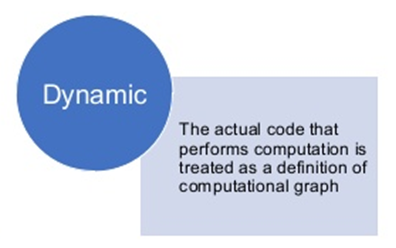 Dynamic
The actual code that
performs computation is
treated as a definition of
computational graph